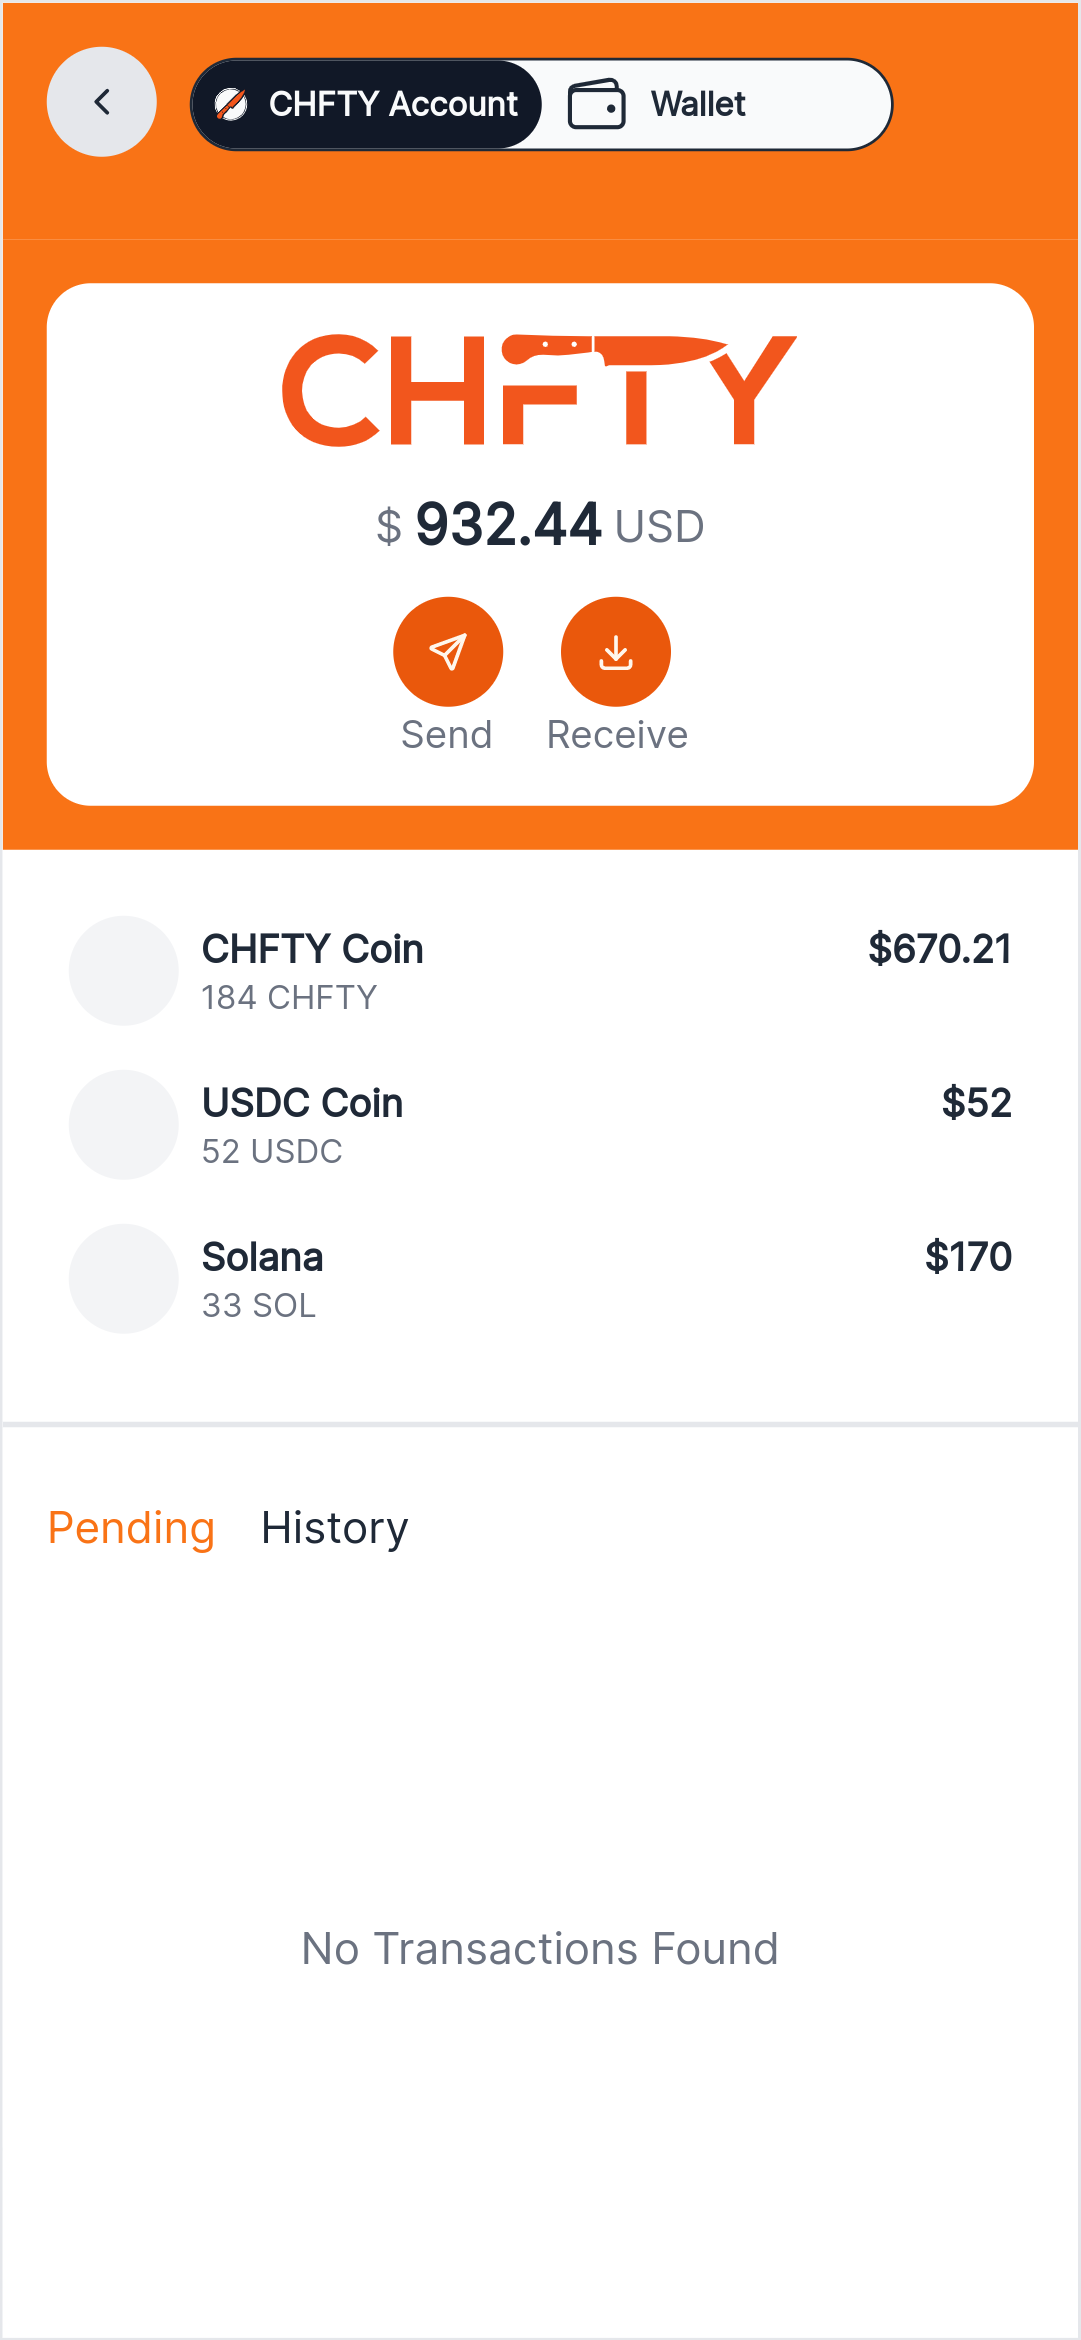 CHFTY Account
Wallet
CHFTY
$ 932.44 USD
Send
Receive
CHFTY Coin
$670.21
184 CHFTY
USDC Coin
$52
52 USDC
Solana
$170
33 SOL
Pending
History
No Transactions Found